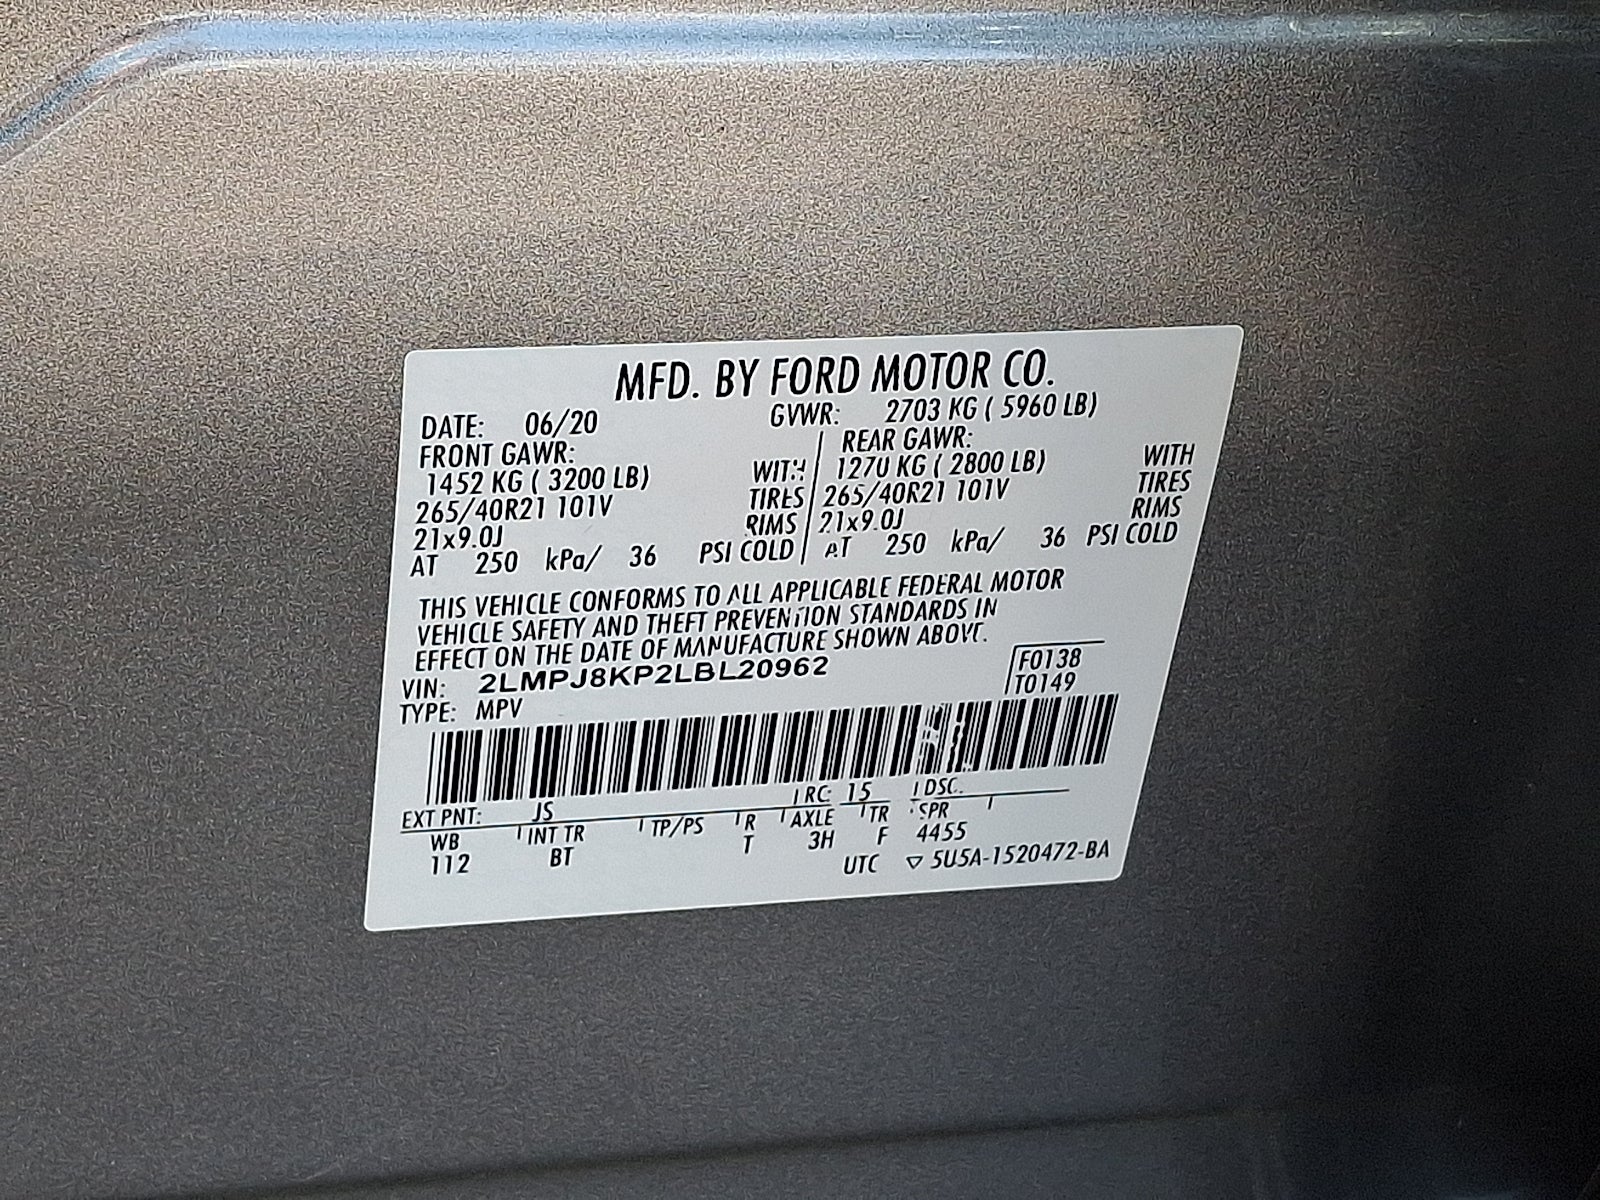 MFD. BY FORD MOTOR CO.
DATE: 06/20 GVWR: 2703 KG ( 5960 LB)
FRONT GAWR: REAR GAWR:
1452 KG ( 3200 LB) WITH 1270 KG ( 2800 LB) WITH
265/40R21 101V TIRES 265/40R21 101V TIRES
21x9.0J RIMS 21x9.0J RIMS
AT 250 kPa/ 36 PSI COLD AT 250 kPa/ 36 PSI COLD
THIS VEHICLE CONFORMS TO ALL APPLICABLE FEDERAL MOTOR
VEHICLE SAFETY AND THEFT PREVENTION STANDARDS IN
EFFECT ON THE DATE OF MANUFACTURE SHOWN ABOVE.
VIN: 2LMPJ8KP2LBL20962 F0138
TYPE: MPV T0149
EXT PNT: JS RC: 15 DSC.
WB INT TR TP/PS R AXLE TR SPR
112 BT T 3H F 4455
UTC ▽ 5U5A-1520472-BA